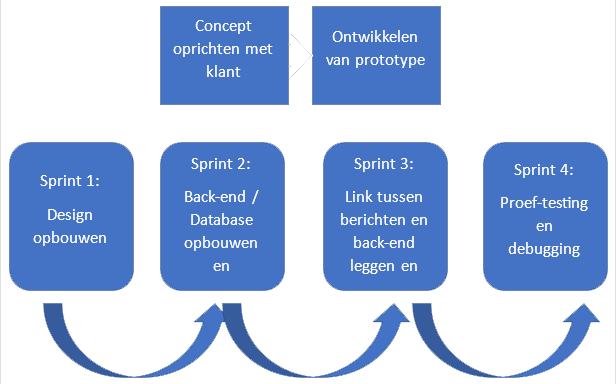 Concept
oprichten met
klant
Ontwikkelen
van prototype
Sprint 1:
Design
opbouwen
Sprint 2:
Back-end /
Database
opbouwen
en
Sprint 3:
Link tussen
berichten en
back-end
leggen en
Sprint 4:
Proef-testing
en
debugging